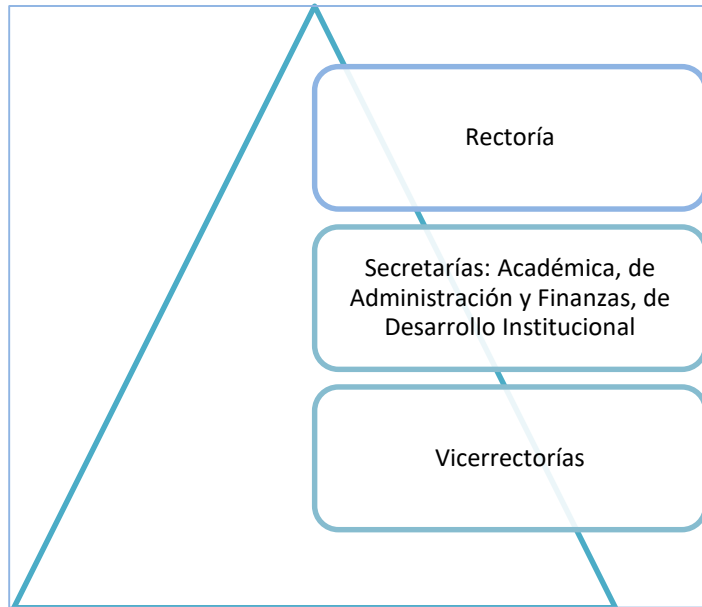 Rectoría
Secretarías: Académica, de
Administración y Finanzas, de
Desarrollo Institucional
Vicerrectorías